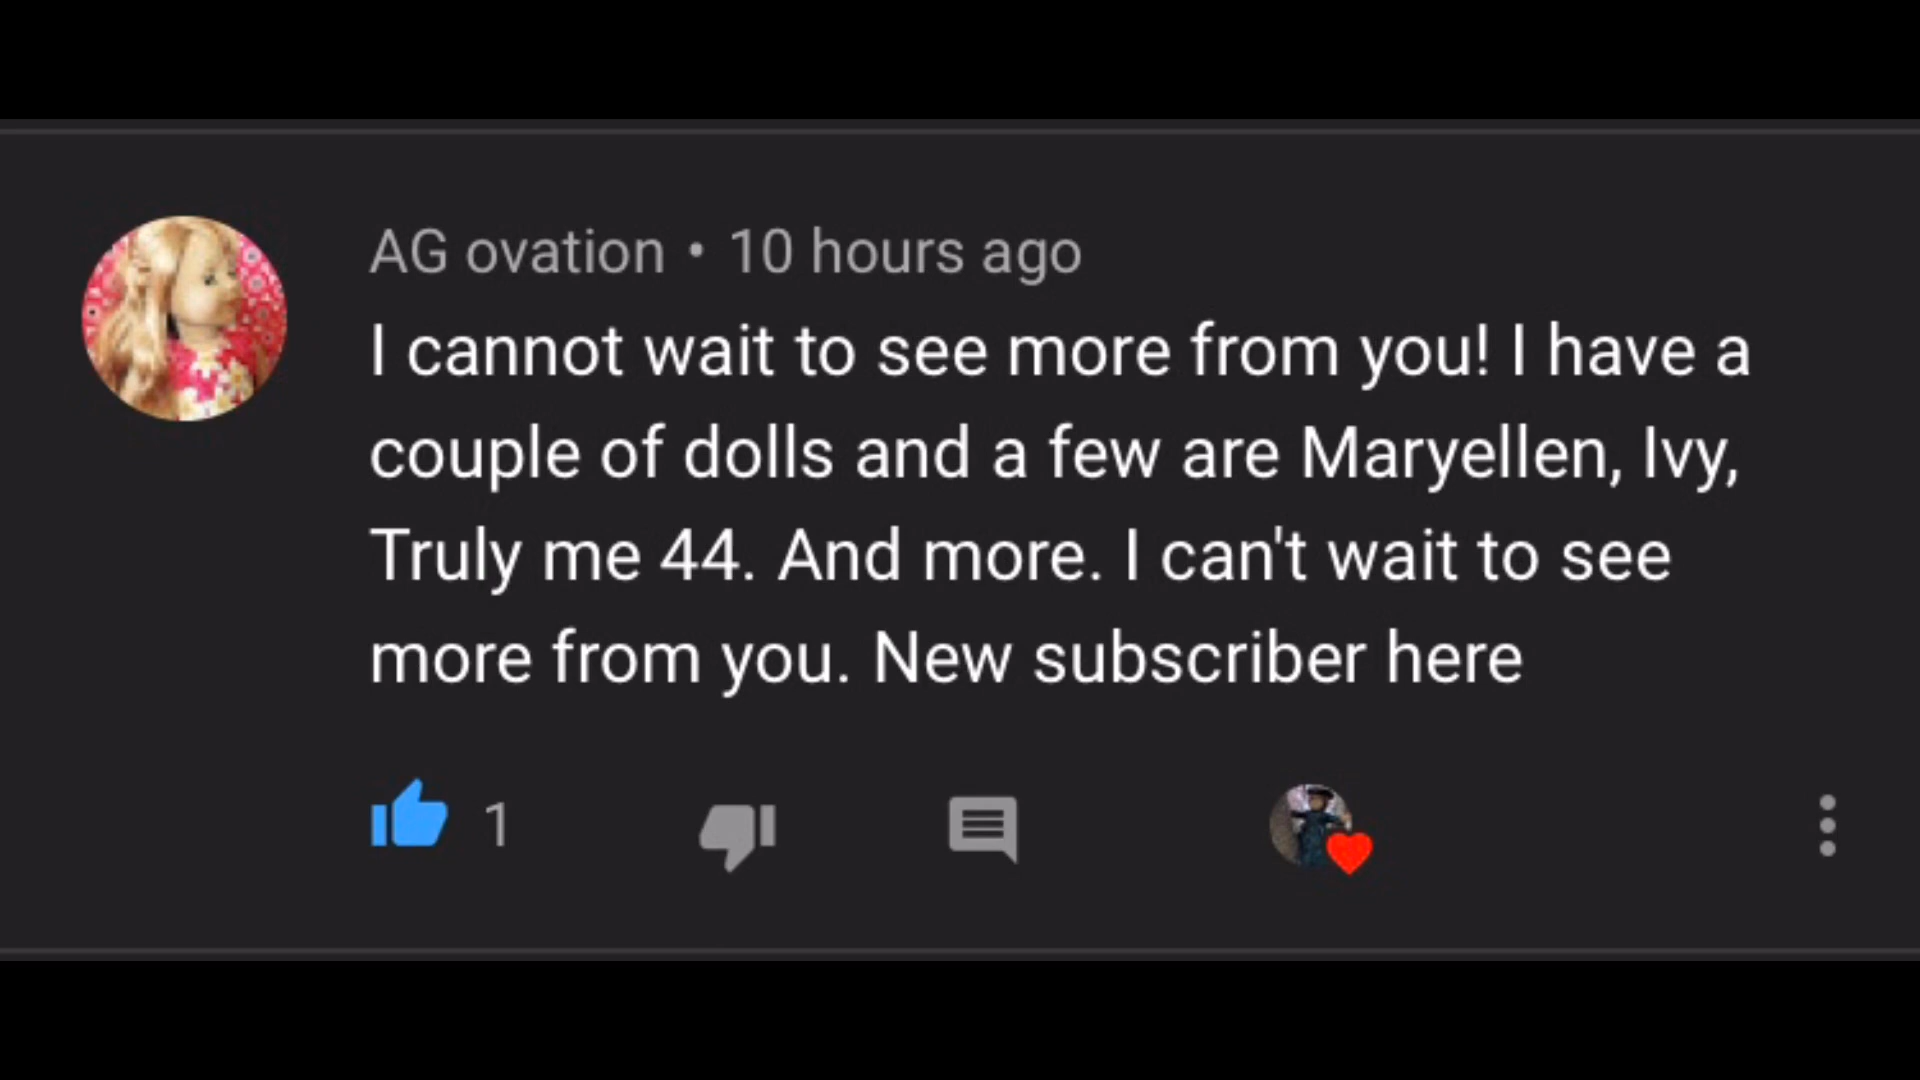 AG ovation • 10 hours ago
I cannot wait to see more from you! I have a
couple of dolls and a few are Maryellen, Ivy,
Truly me 44. And more. I can't wait to see
more from you. New subscriber here
1